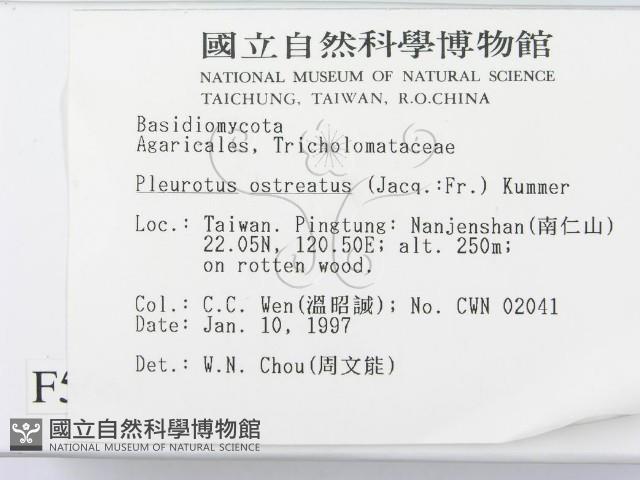 國立自然科學博物館
NATIONAL MUSEUM OF NATURAL SCIENCE
TAICHUNG, TAIWAN, R.O.CHINA
Basidiomycota
Agaricales, Tricholomataceae
Pleurotus ostreatus (Jacq.:Fr.) Kummer
Loc.: Taiwan. Pingtung: Nanjenshan(南仁山)
22.05N, 120.50E; alt. 250m;
on rotten wood.
Col.: C.C. Wen(溫昭誠); No. CWN 02041
Date: Jan. 10, 1997
Det.: W.N. Chou(周文能)
國立自然科學博物館
NATIONAL MUSEUM OF NATURAL SCIENCE